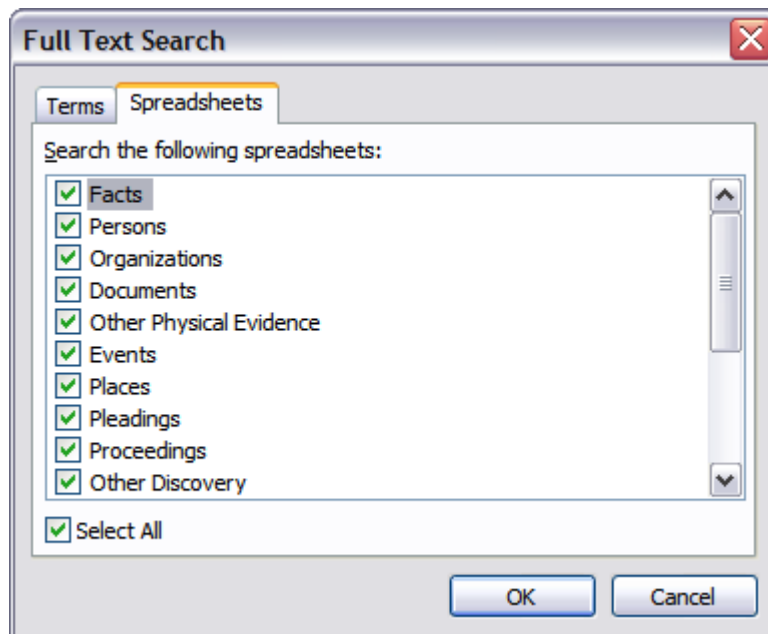 Full Text Search
Terms
Spreadsheets
Search the following spreadsheets:
Facts
Persons
Organizations
Documents
Other Physical Evidence
Events
Places
Pleadings
Proceedings
Other Discovery
Select All
OK
Cancel